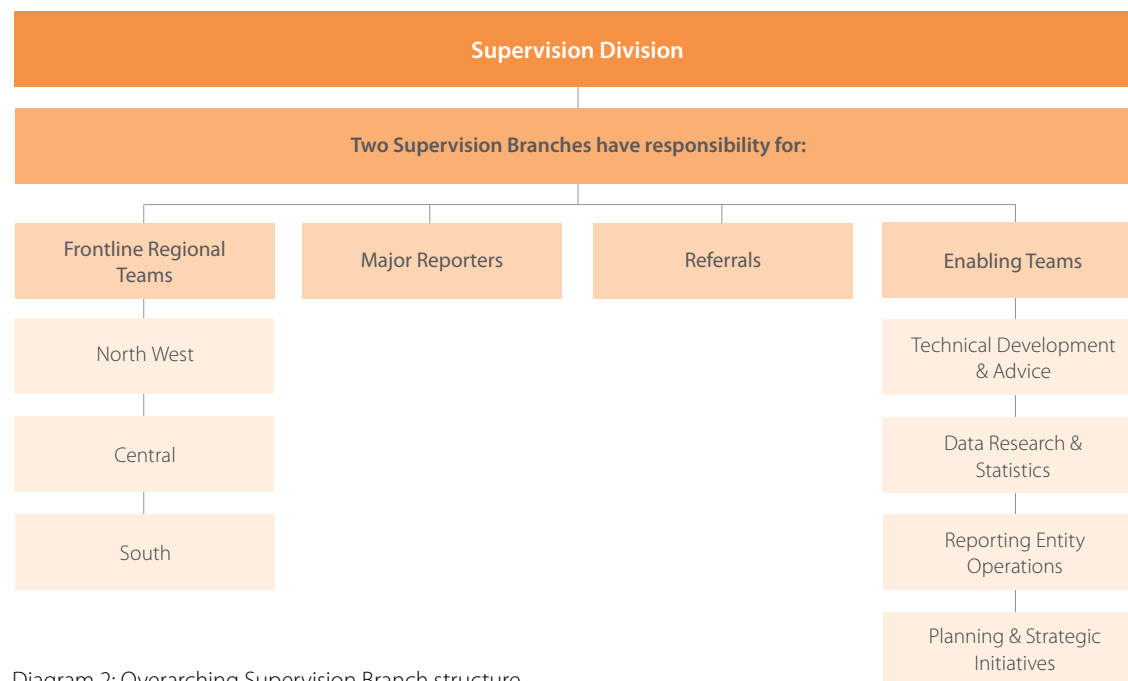 Supervision Division
Two Supervision Branches have responsibility for:
Frontline Regional
Teams
Major Reporters
Referrals
Enabling Teams
North West
Central
South
Technical Development
& Advice
Data Research &
Statistics
Reporting Entity
Operations
Planning & Strategic
Initiatives
Diagram 2: Overarching Supervision Branch structure